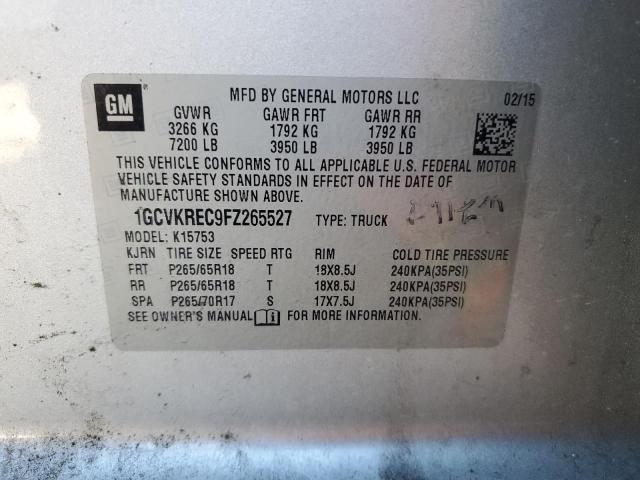 GM
MFD BY GENERAL MOTORS LLC
02/15
GVWR GAWR FRT GAWR RR
3266 KG 1792 KG 1792 KG
7200 LB 3950 LB 3950 LB
THIS VEHICLE CONFORMS TO ALL APPLICABLE U.S. FEDERAL MOTOR
VEHICLE SAFETY STANDARDS IN EFFECT ON THE DATE OF
MANUFACTURE SHOWN ABOVE.
1GCVKREC9FZ265527 TYPE: TRUCK
MODEL: K15753
KJRN TIRE SIZE SPEED RTG RIM COLD TIRE PRESSURE
FRT P265/65R18 T 18X8.5J 240KPA(35PSI)
RR P265/65R18 T 18X8.5J 240KPA(35PSI)
SPA P265/70R17 S 17X7.5J 240KPA(35PSI)
SEE OWNER'S MANUAL FOR MORE INFORMATION.